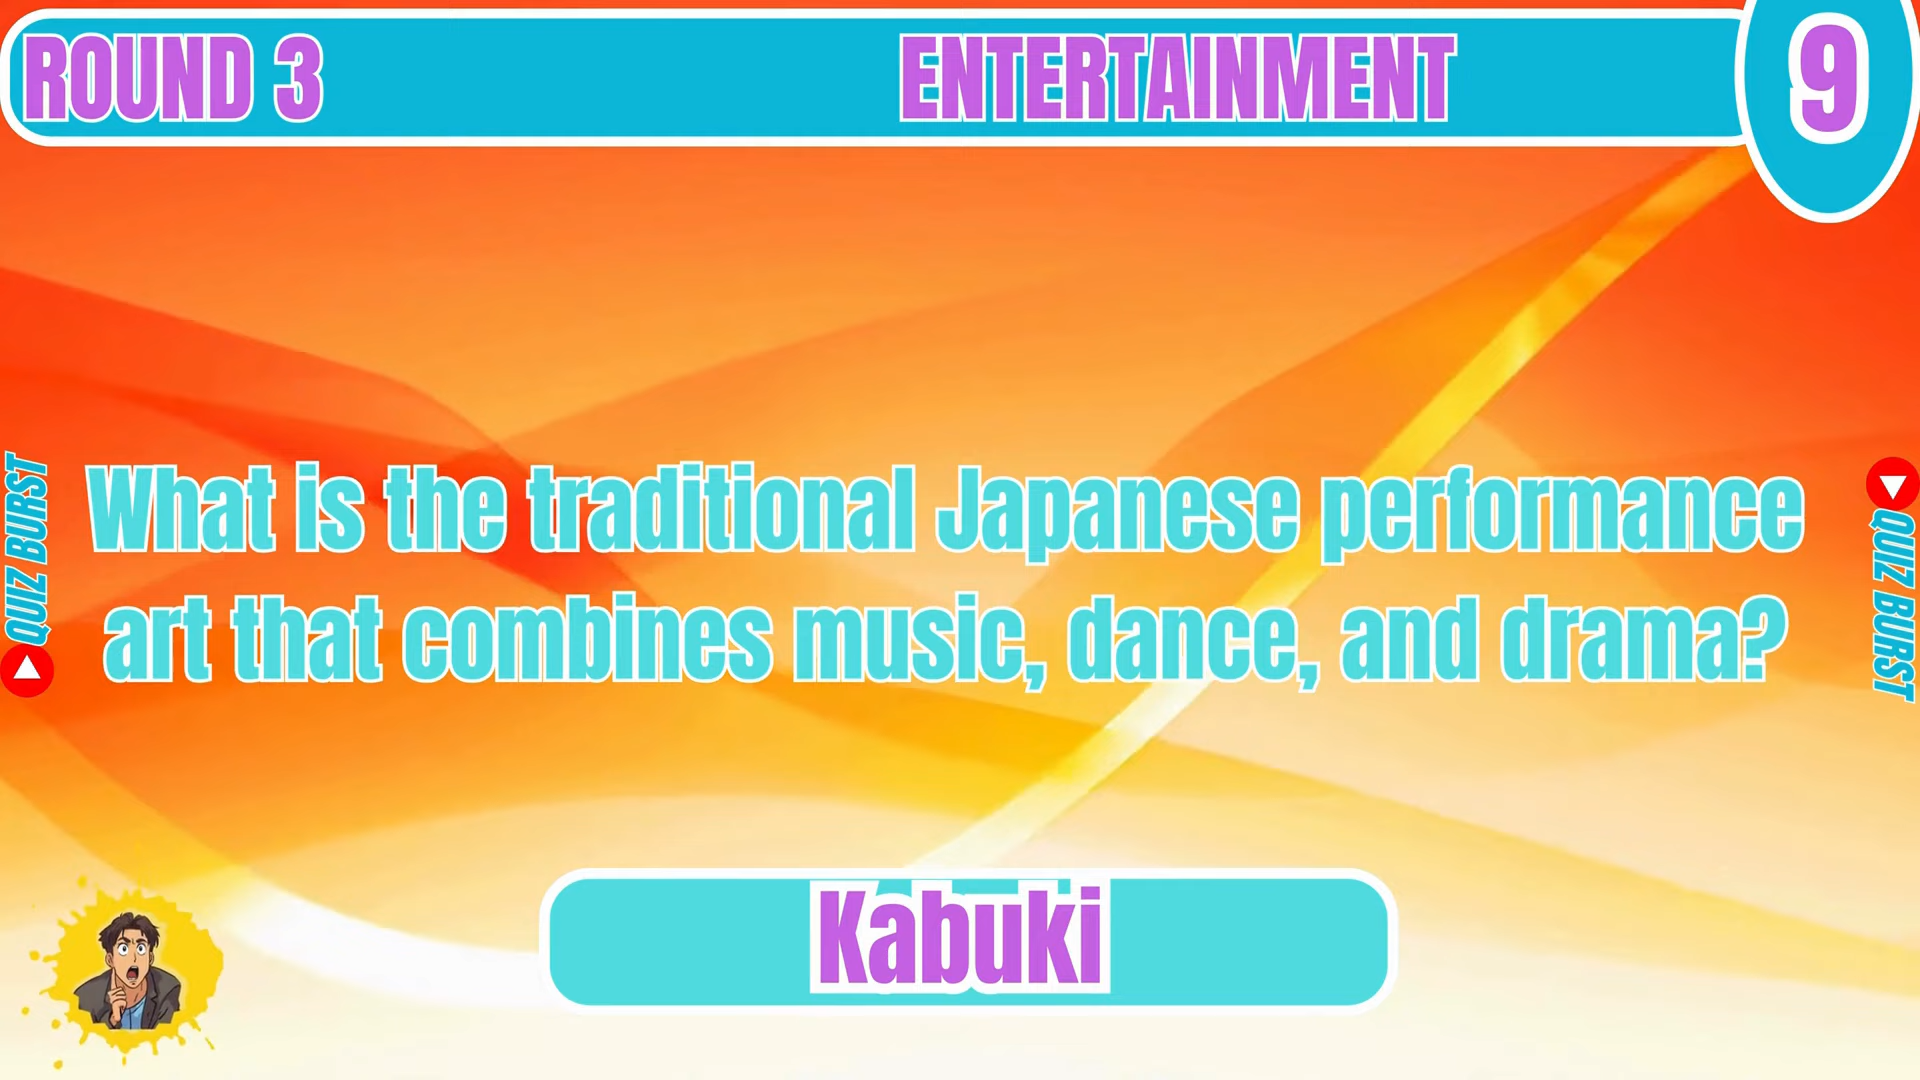 ROUND 3
ENTERTAINMENT
9
What is the traditional Japanese performance
art that combines music, dance, and drama?
QUIZ BURST
QUIZ BURST
Kabuki